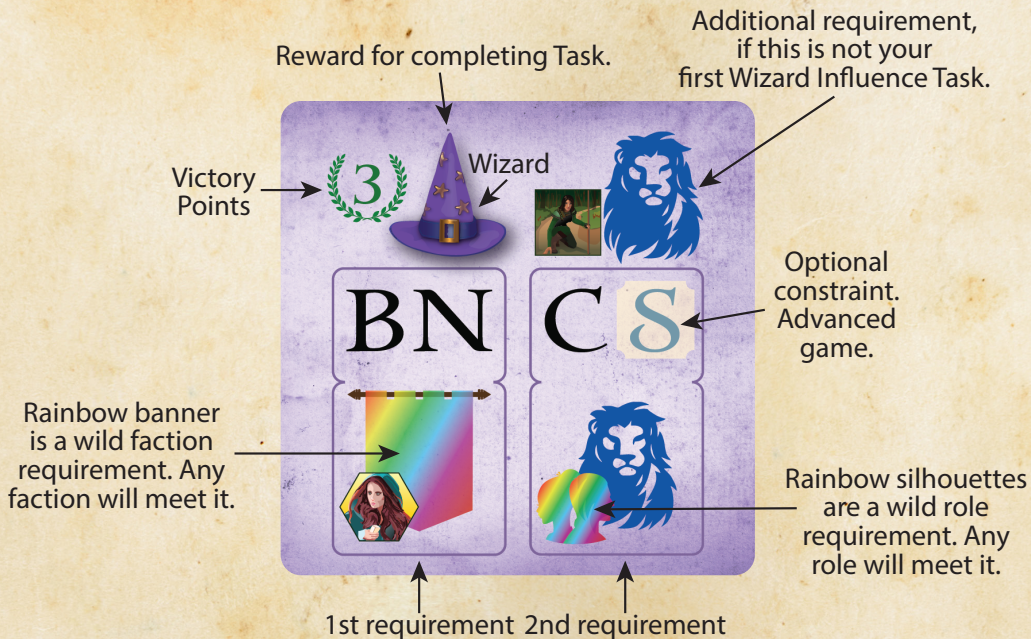 Additional requirement,
if this is not your
first Wizard Influence Task.
Reward for completing Task.
Wizard
Victory
Points
3
BN
C S
Optional
constraint.
Advanced
game.
Rainbow banner
is a wild faction
requirement. Any
faction will meet it.
Rainbow silhouettes
are a wild role
requirement. Any
role will meet it.
1st requirement
2nd requirement